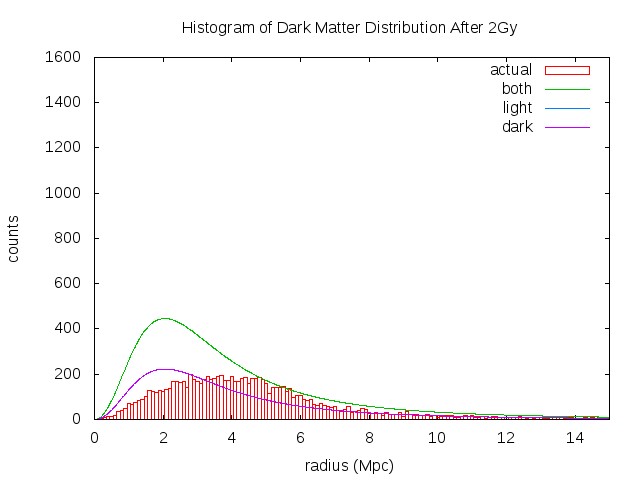 Histogram of Dark Matter Distribution After 2Gy
1600
1400
1200
1000
800
600
400
200
0
counts
actual
both
light
dark
0 2 4 6 8 10 12 14
radius (Mpc)